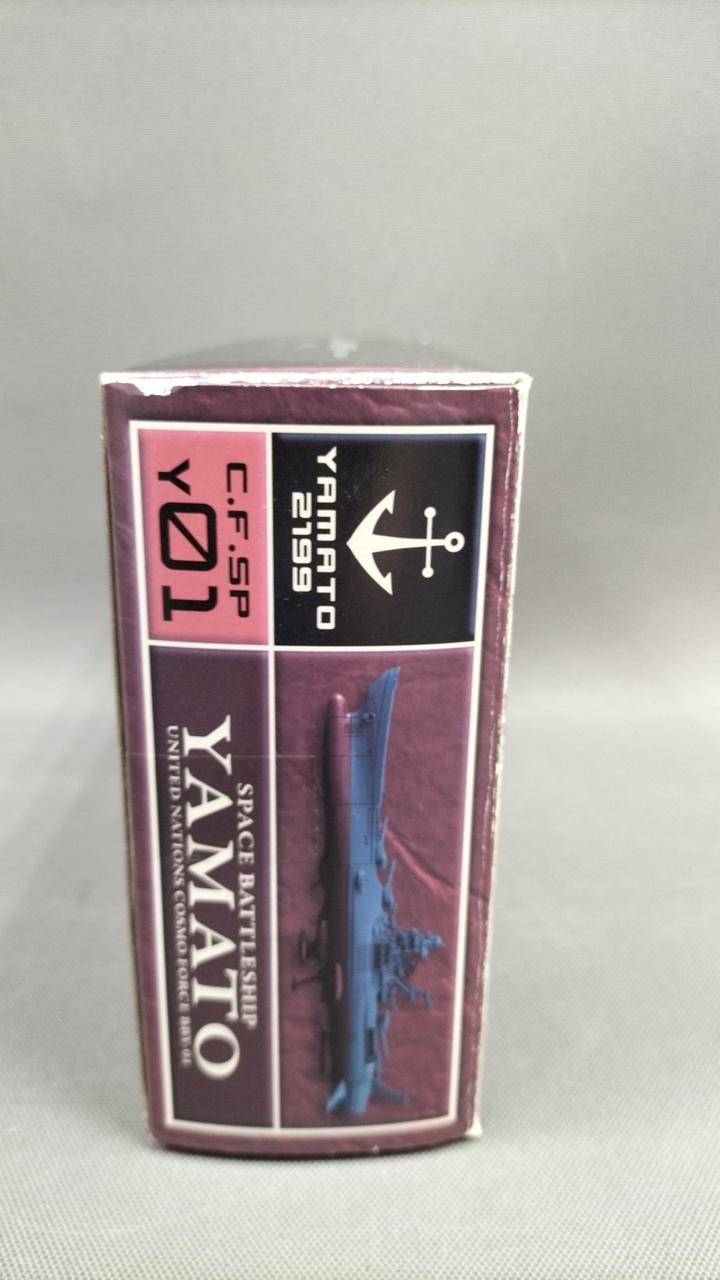 YAMATO
2199
C.F.SP
Y01
SPACE BATTLESHIP
YAMATO
UNITED NATIONS COSMO FORCE BBY-01